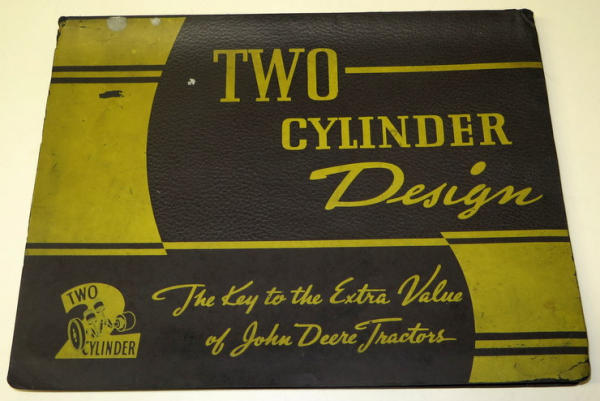 TWO
CYLINDER
Design
The Key to the Extra Value
of John Deere Tractors
TWO
CYLINDER